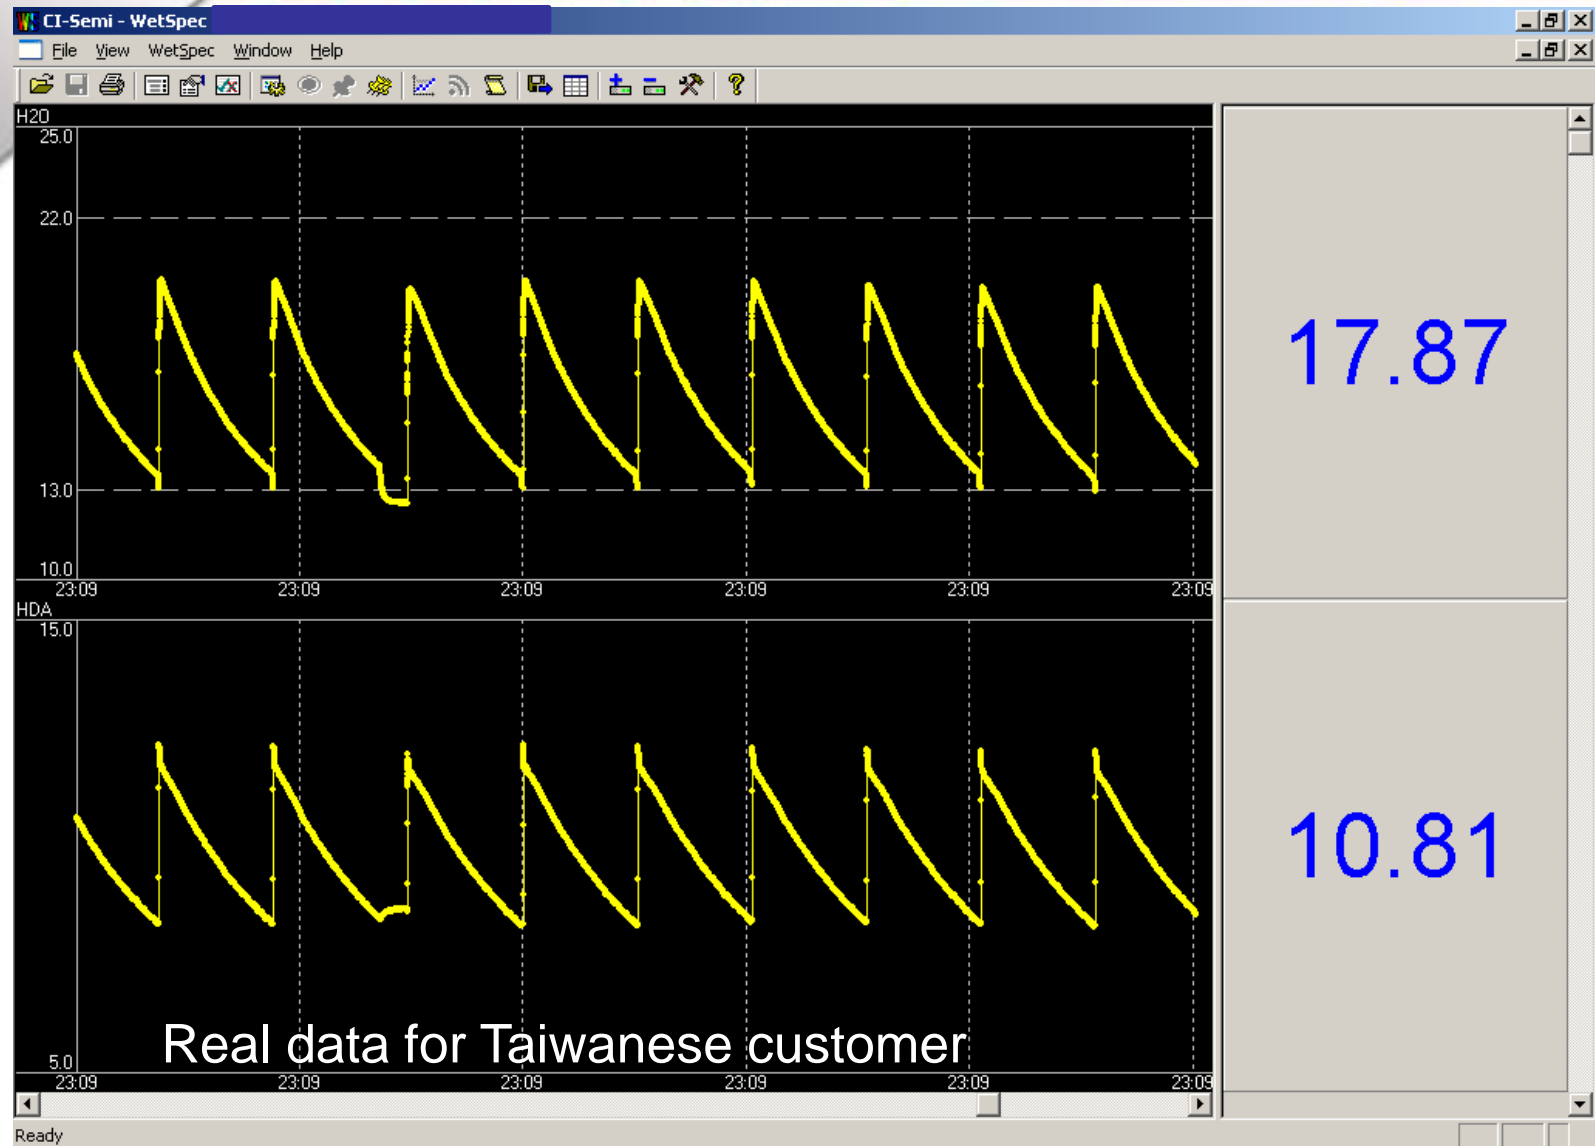 CI-Semi - WetSpec
File View WetSpec Window Help
H2O
25.0
22.0
13.0
10.0
23:09 23:09 23:09 23:09 23:09 23:09
17.87
HDA
15.0
5.0
23:09 23:09 23:09 23:09 23:09 23:09
10.81
Real data for Taiwanese customer
Ready